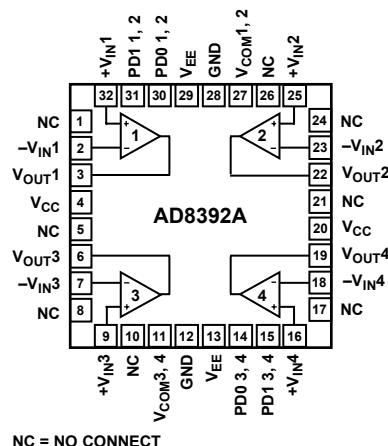 +VIN1
PD1 1, 2
PD0 1, 2
VEE
GND
VCOM1, 2
NC
+VIN2
32 31 30 29 28 27 26 25
NC 1
–VIN1 2
VOUT1 3
VCC 4
NC 5
VOUT3 6
–VIN3 7
NC 8
+ – 1
+ – 2
AD8392A
– + 3
– + 4
24 NC
23 –VIN2
22 VOUT2
21 NC
20 VCC
19 VOUT4
18 –VIN4
17 NC
9 10 11 12 13 14 15 16
+VIN3
NC
VCOM3, 4
GND
VEE
PD0 3, 4
PD1 3, 4
+VIN4
NC = NO CONNECT